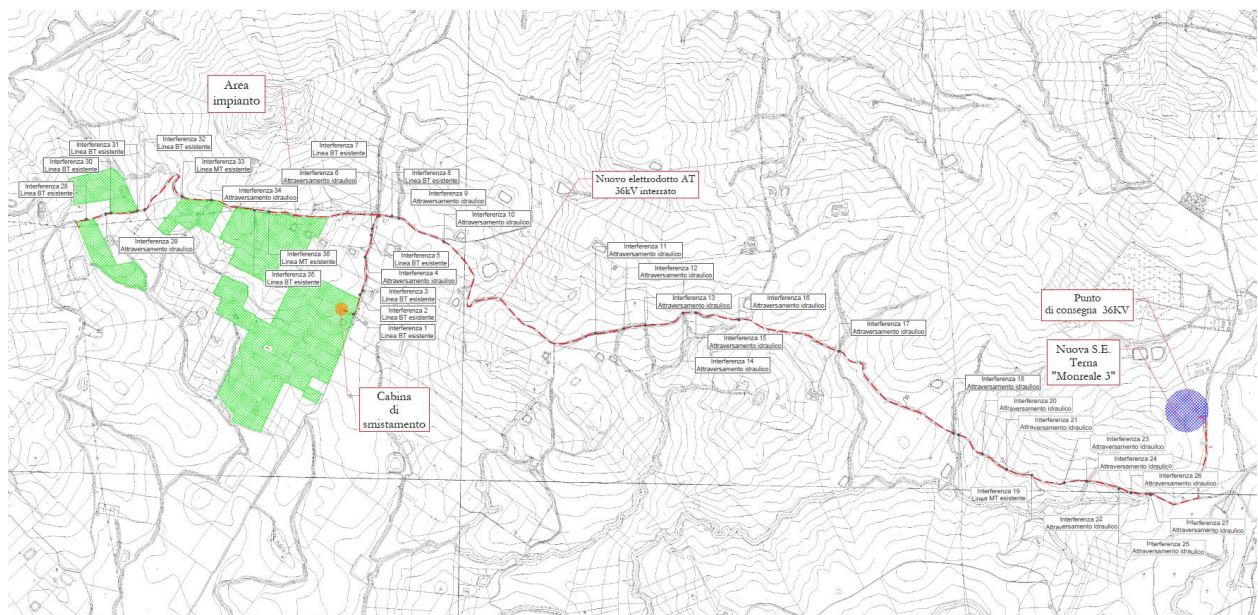 Area
impianto
Interferenza 32
Linea BT esistente
Interferenza 31
Linea BT esistente
Interferenza 30
Linea BT esistente
Interferenza 28
Linea BT esistente
Interferenza 33
Linea MT esistente
Interferenza 34
Attraversamento idraulico
Interferenza 7
Linea BT esistente
Interferenza 6
Attraversamento idraulico
Interferenza 8
Linea BT esistente
Interferenza 9
Attraversamento idraulico
Interferenza 10
Attraversamento idraulico
Nuovo elettrodotto AT
36kV interrato
Interferenza 29
Attraversamento idraulico
Interferenza 36
Linea MT esistente
Interferenza 35
Linea BT esistente
Interferenza 5
Linea BT esistente
Interferenza 4
Attraversamento idraulico
Interferenza 3
Linea BT esistente
Interferenza 2
Linea BT esistente
Interferenza 1
Linea BT esistente
Cabina
di
smistamento
Interferenza 11
Attraversamento idraulico
Interferenza 12
Attraversamento idraulico
Interferenza 13
Attraversamento idraulico
Interferenza 16
Attraversamento idraulico
Interferenza 15
Attraversamento idraulico
Interferenza 14
Attraversamento idraulico
Interferenza 17
Attraversamento idraulico
Punto
di consegna 36KV
Nuova S.E.
Terna
"Monreale 3"
Interferenza 18
Attraversamento idraulico
Interferenza 20
Attraversamento idraulico
Interferenza 21
Attraversamento idraulico
Interferenza 23
Attraversamento idraulico
Interferenza 24
Attraversamento idraulico
Interferenza 26
Attraversamento idraulico
Interferenza 19
Linea MT esistente
Interferenza 22
Attraversamento idraulico
Interferenza 27
Attraversamento idraulico
Interferenza 25
Attraversamento idraulico